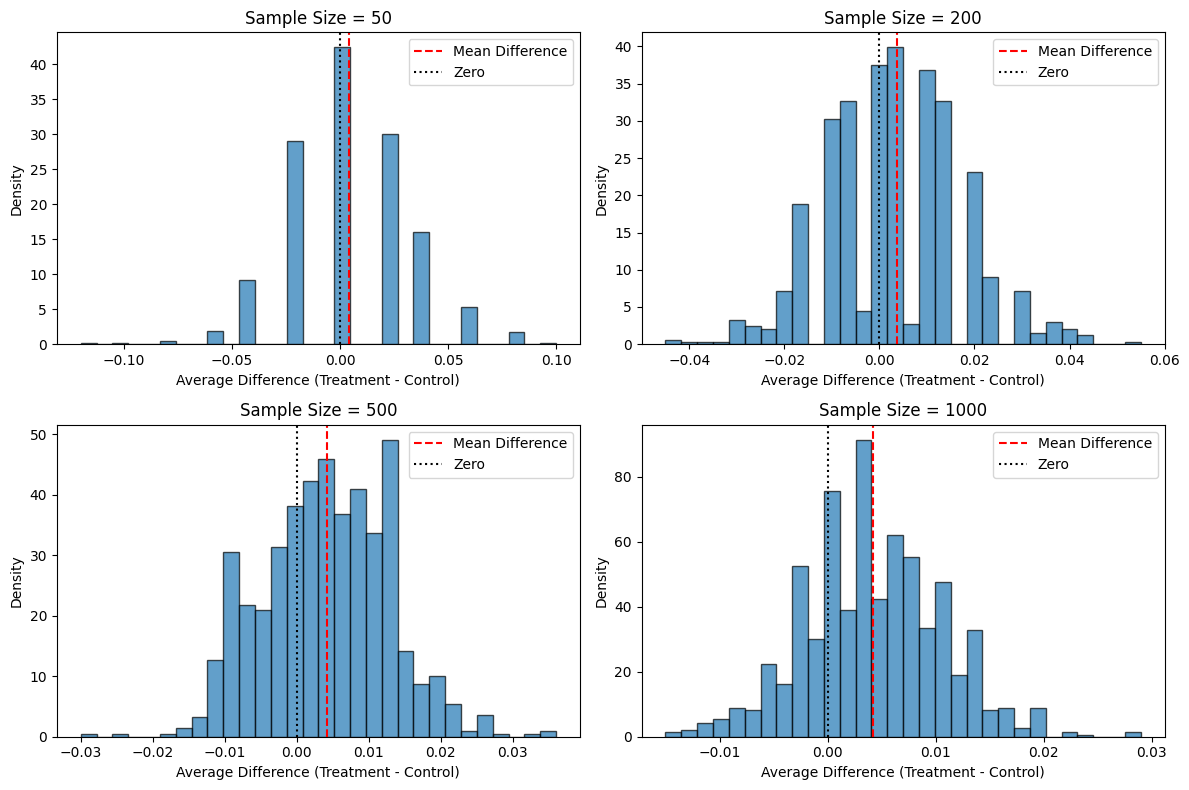 Sample Size = 50
Density
40
35
30
25
20
15
10
5
0
−0.10
−0.05
0.00
0.05
0.10
Average Difference (Treatment - Control)
Mean Difference
Zero
Sample Size = 200
Density
40
35
30
25
20
15
10
5
0
−0.04
−0.02
0.00
0.02
0.04
0.06
Average Difference (Treatment - Control)
Mean Difference
Zero
Sample Size = 500
Density
50
40
30
20
10
0
−0.03
−0.02
−0.01
0.00
0.01
0.02
0.03
Average Difference (Treatment - Control)
Mean Difference
Zero
Sample Size = 1000
Density
80
60
40
20
0
−0.01
0.00
0.01
0.02
0.03
Average Difference (Treatment - Control)
Mean Difference
Zero